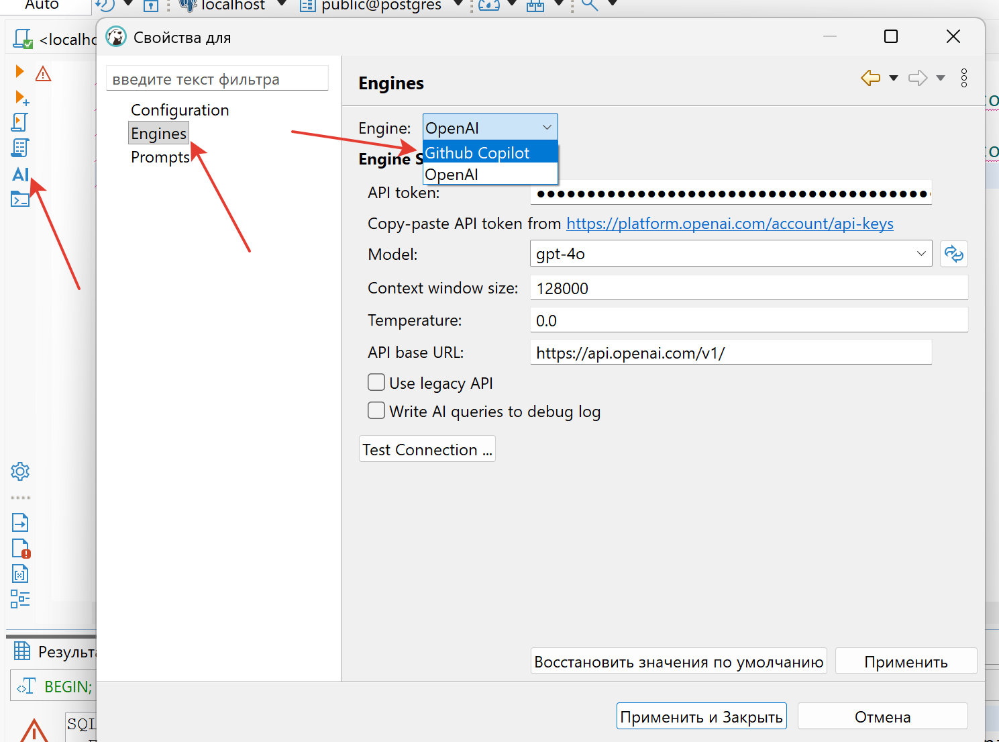 Auto
localhost
public@postgres
<localho
Свойства для
введите текст фильтра
Configuration
Engines
Prompts
AI
Engines
Engine:
OpenAI
Github Copilot
OpenAI
Engine S
API token:
Copy-paste API token from https://platform.openai.com/account/api-keys
Model:
gpt-4o
Context window size:
128000
Temperature:
0.0
API base URL:
https://api.openai.com/v1/
Use legacy API
Write AI queries to debug log
Test Connection ...
Восстановить значения по умолчанию
Применить
Применить и Закрыть
Отмена
Результа
BEGIN;
SQL